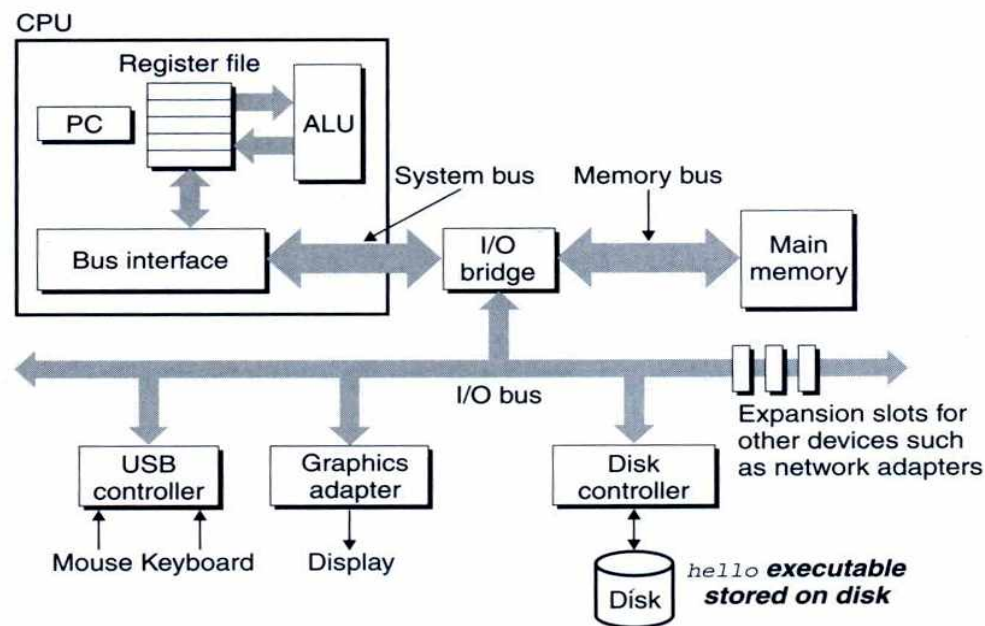 CPU
Register file
PC
ALU
System bus
Memory bus
Bus interface
I/O
bridge
Main
memory
I/O bus
Expansion slots for
other devices such
as network adapters
USB
controller
Graphics
adapter
Disk
controller
Mouse Keyboard
Display
Disk
hello executable
stored on disk